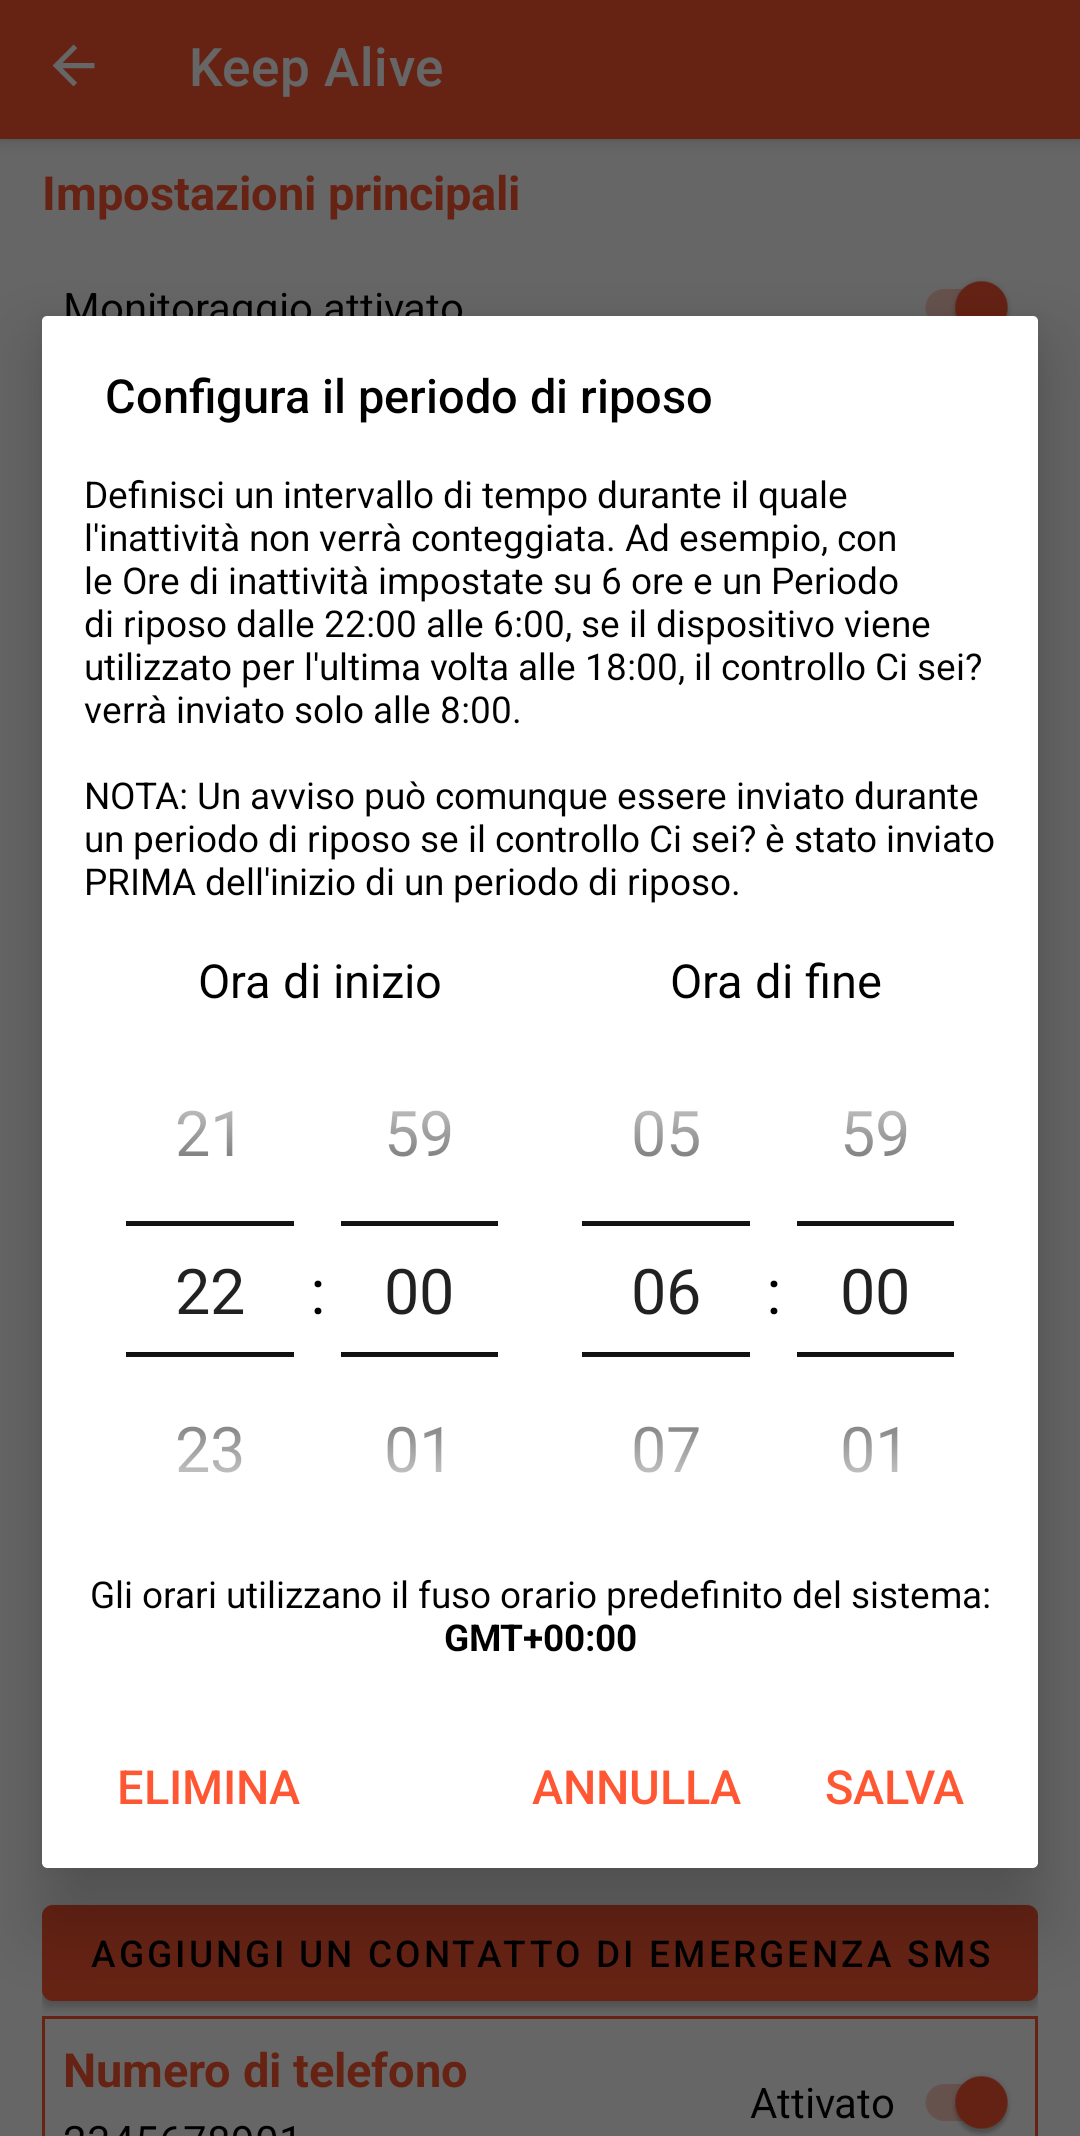 Keep Alive
Impostazioni principali
Monitoraggio attivato
Configura il periodo di riposo
Definisci un intervallo di tempo durante il quale
l'inattività non verrà conteggiata. Ad esempio, con
le Ore di inattività impostate su 6 ore e un Periodo
di riposo dalle 22:00 alle 6:00, se il dispositivo viene
utilizzato per l'ultima volta alle 18:00, il controllo Ci sei?
verrà inviato solo alle 8:00.
NOTA: Un avviso può comunque essere inviato durante
un periodo di riposo se il controllo Ci sei? è stato inviato
PRIMA dell'inizio di un periodo di riposo.
Ora di inizio Ora di fine
21 59 05 59
22 : 00 06 : 00
23 01 07 01
Gli orari utilizzano il fuso orario predefinito del sistema:
GMT+00:00
ELIMINA ANNULLA SALVA
AGGIUNGI UN CONTATTO DI EMERGENZA SMS
Numero di telefono
Attivato